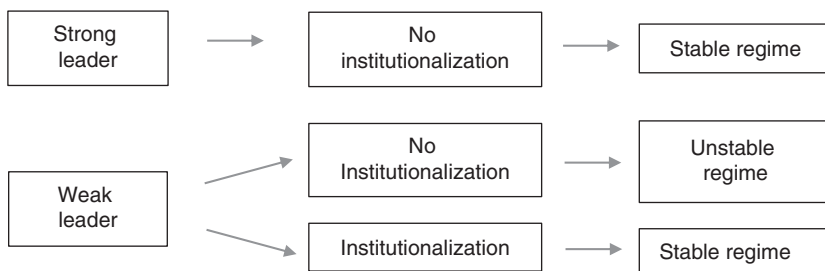 Strong
leader
No
institutionalization
Stable regime
Weak
leader
No
Institutionalization
Unstable
regime
Institutionalization
Stable regime